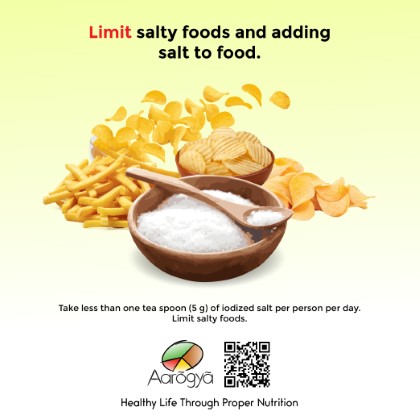 Limit salty foods and adding
salt to food.
Take less than one tea spoon (5 g) of iodized salt per person per day.
Limit salty foods.
Aarōgyā
Healthy Life Through Proper Nutrition